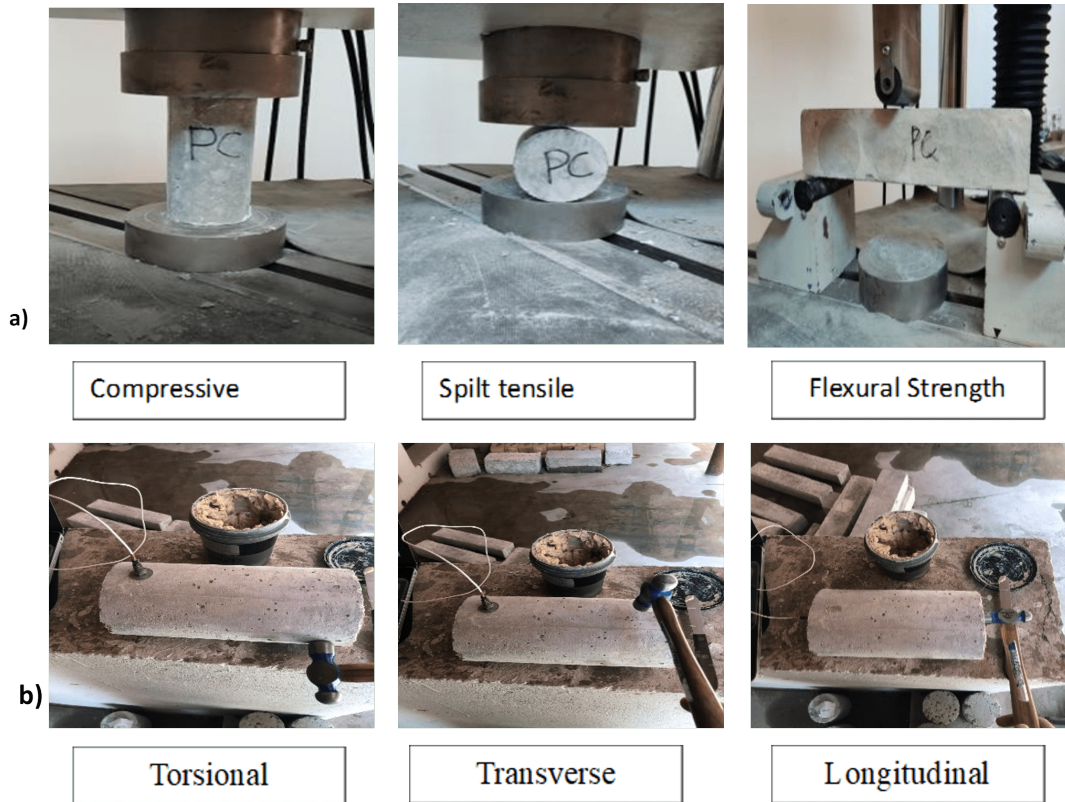 PC
PC
PC
a)
Compressive
Spilt tensile
Flexural Strength
b)
Torsional
Transverse
Longitudinal